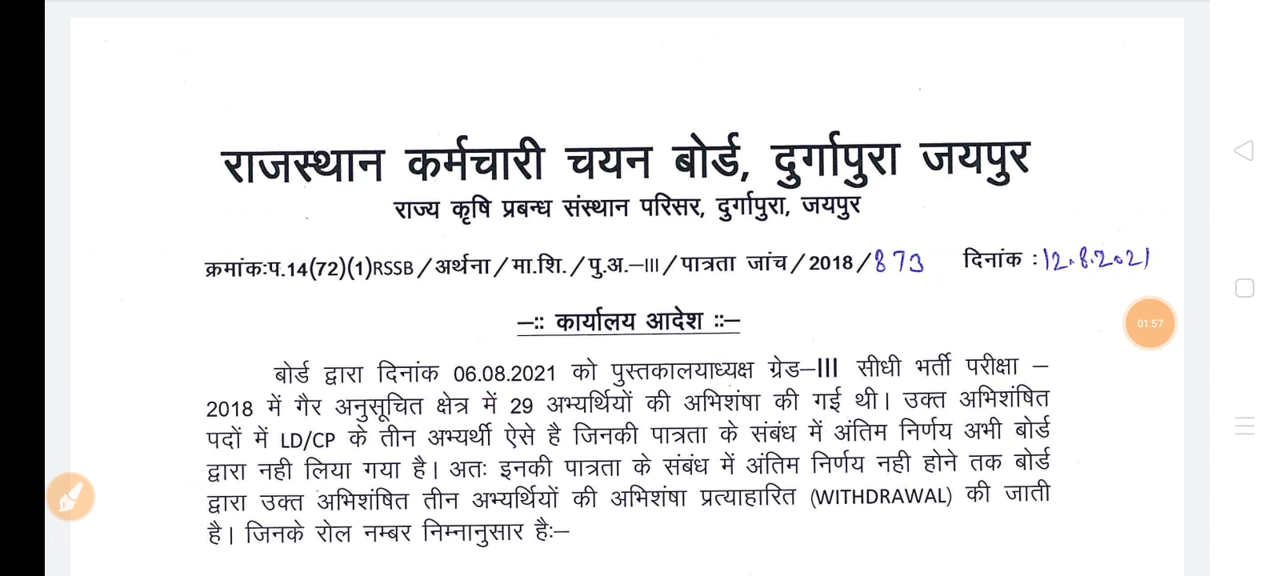 राजस्थान कर्मचारी चयन बोर्ड, दुर्गापुरा जयपुर
राज्य कृषि प्रबन्ध संस्थान परिसर, दुर्गापुरा, जयपुर
क्रमांकःप.14(72)(1)RSSB/अर्थना/मा.शि./पु.अ.–III/पात्रता जांच/2018/873 दिनांक : 12.8.2021
–:: कार्यालय आदेश ::–
01:57
बोर्ड द्वारा दिनांक 06.08.2021 को पुस्तकालयाध्यक्ष ग्रेड–III सीधी भर्ती परीक्षा –
2018 में गैर अनुसूचित क्षेत्र में 29 अभ्यर्थियों की अभिशंषा की गई थी। उक्त अभिशंषित
पदों में LD/CP के तीन अभ्यर्थी ऐसे है जिनकी पात्रता के संबंध में अंतिम निर्णय अभी बोर्ड
द्वारा नही लिया गया है। अतः इनकी पात्रता के संबंध में अंतिम निर्णय नही होने तक बोर्ड
द्वारा उक्त अभिशंषित तीन अभ्यर्थियों की अभिशंषा प्रत्याहारित (WITHDRAWAL) की जाती
है। जिनके रोल नम्बर निम्नानुसार हैः–